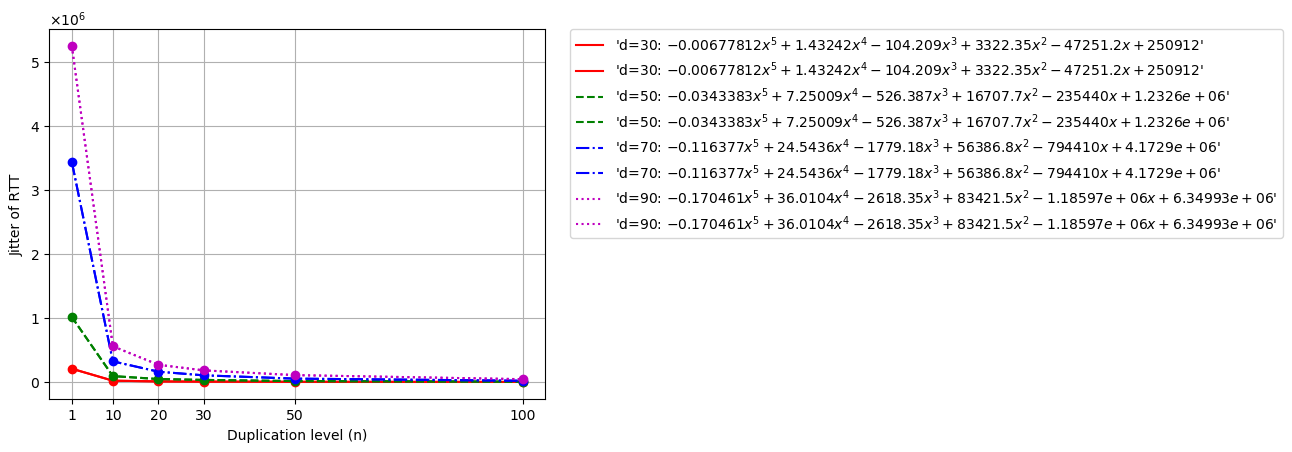 ×10⁶
5
4
3
2
1
0
Jitter of RTT
1 10 20 30 50 100
Duplication level (n)
'd=30: −0.00677812x⁵ + 1.43242x⁴ − 104.209x³ + 3322.35x² − 47251.2x + 250912'
'd=30: −0.00677812x⁵ + 1.43242x⁴ − 104.209x³ + 3322.35x² − 47251.2x + 250912'
'd=50: −0.0343383x⁵ + 7.25009x⁴ − 526.387x³ + 16707.7x² − 235440x + 1.2326e + 06'
'd=50: −0.0343383x⁵ + 7.25009x⁴ − 526.387x³ + 16707.7x² − 235440x + 1.2326e + 06'
'd=70: −0.116377x⁵ + 24.5436x⁴ − 1779.18x³ + 56386.8x² − 794410x + 4.1729e + 06'
'd=70: −0.116377x⁵ + 24.5436x⁴ − 1779.18x³ + 56386.8x² − 794410x + 4.1729e + 06'
'd=90: −0.170461x⁵ + 36.0104x⁴ − 2618.35x³ + 83421.5x² − 1.18597e + 06x + 6.34993e + 06'
'd=90: −0.170461x⁵ + 36.0104x⁴ − 2618.35x³ + 83421.5x² − 1.18597e + 06x + 6.34993e + 06'